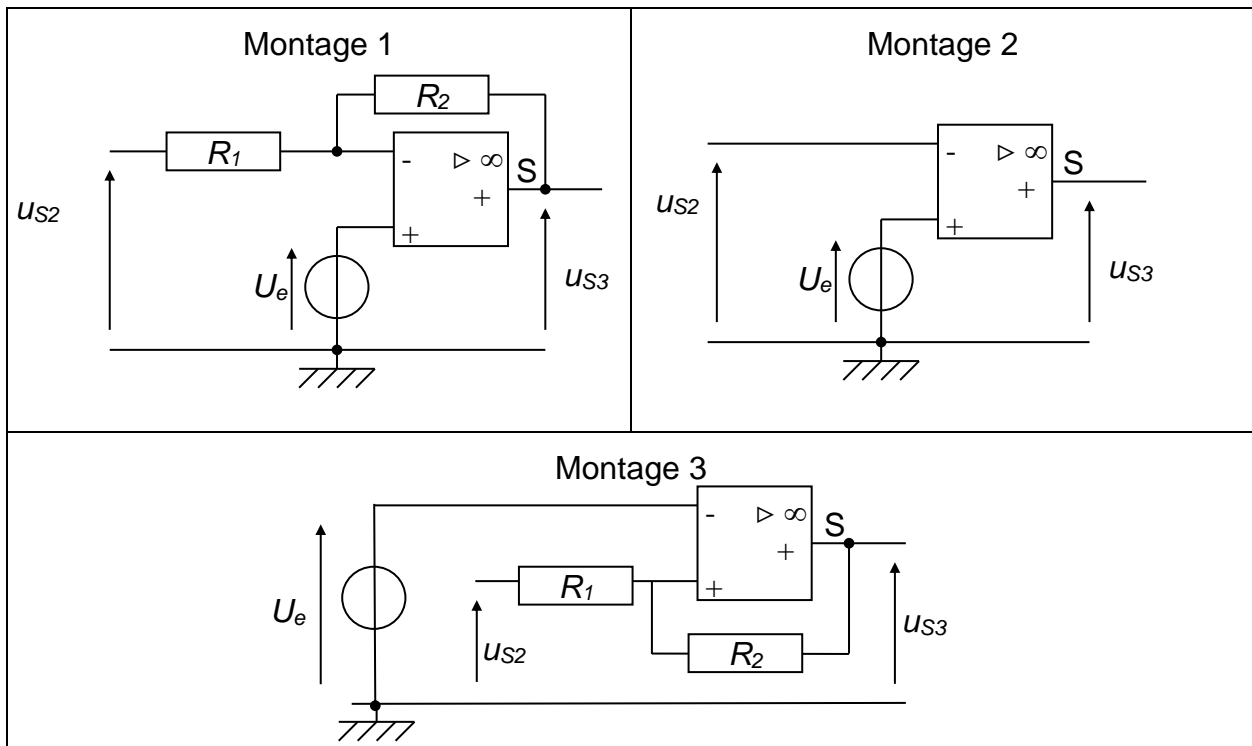 Montage 1
R2
R1
- ▷ ∞
S
+
+
uS2
Ue
uS3
Montage 2
- ▷ ∞
S
+
+
uS2
Ue
uS3
Montage 3
- ▷ ∞
S
+
R1
+
Ue
uS2
R2
uS3